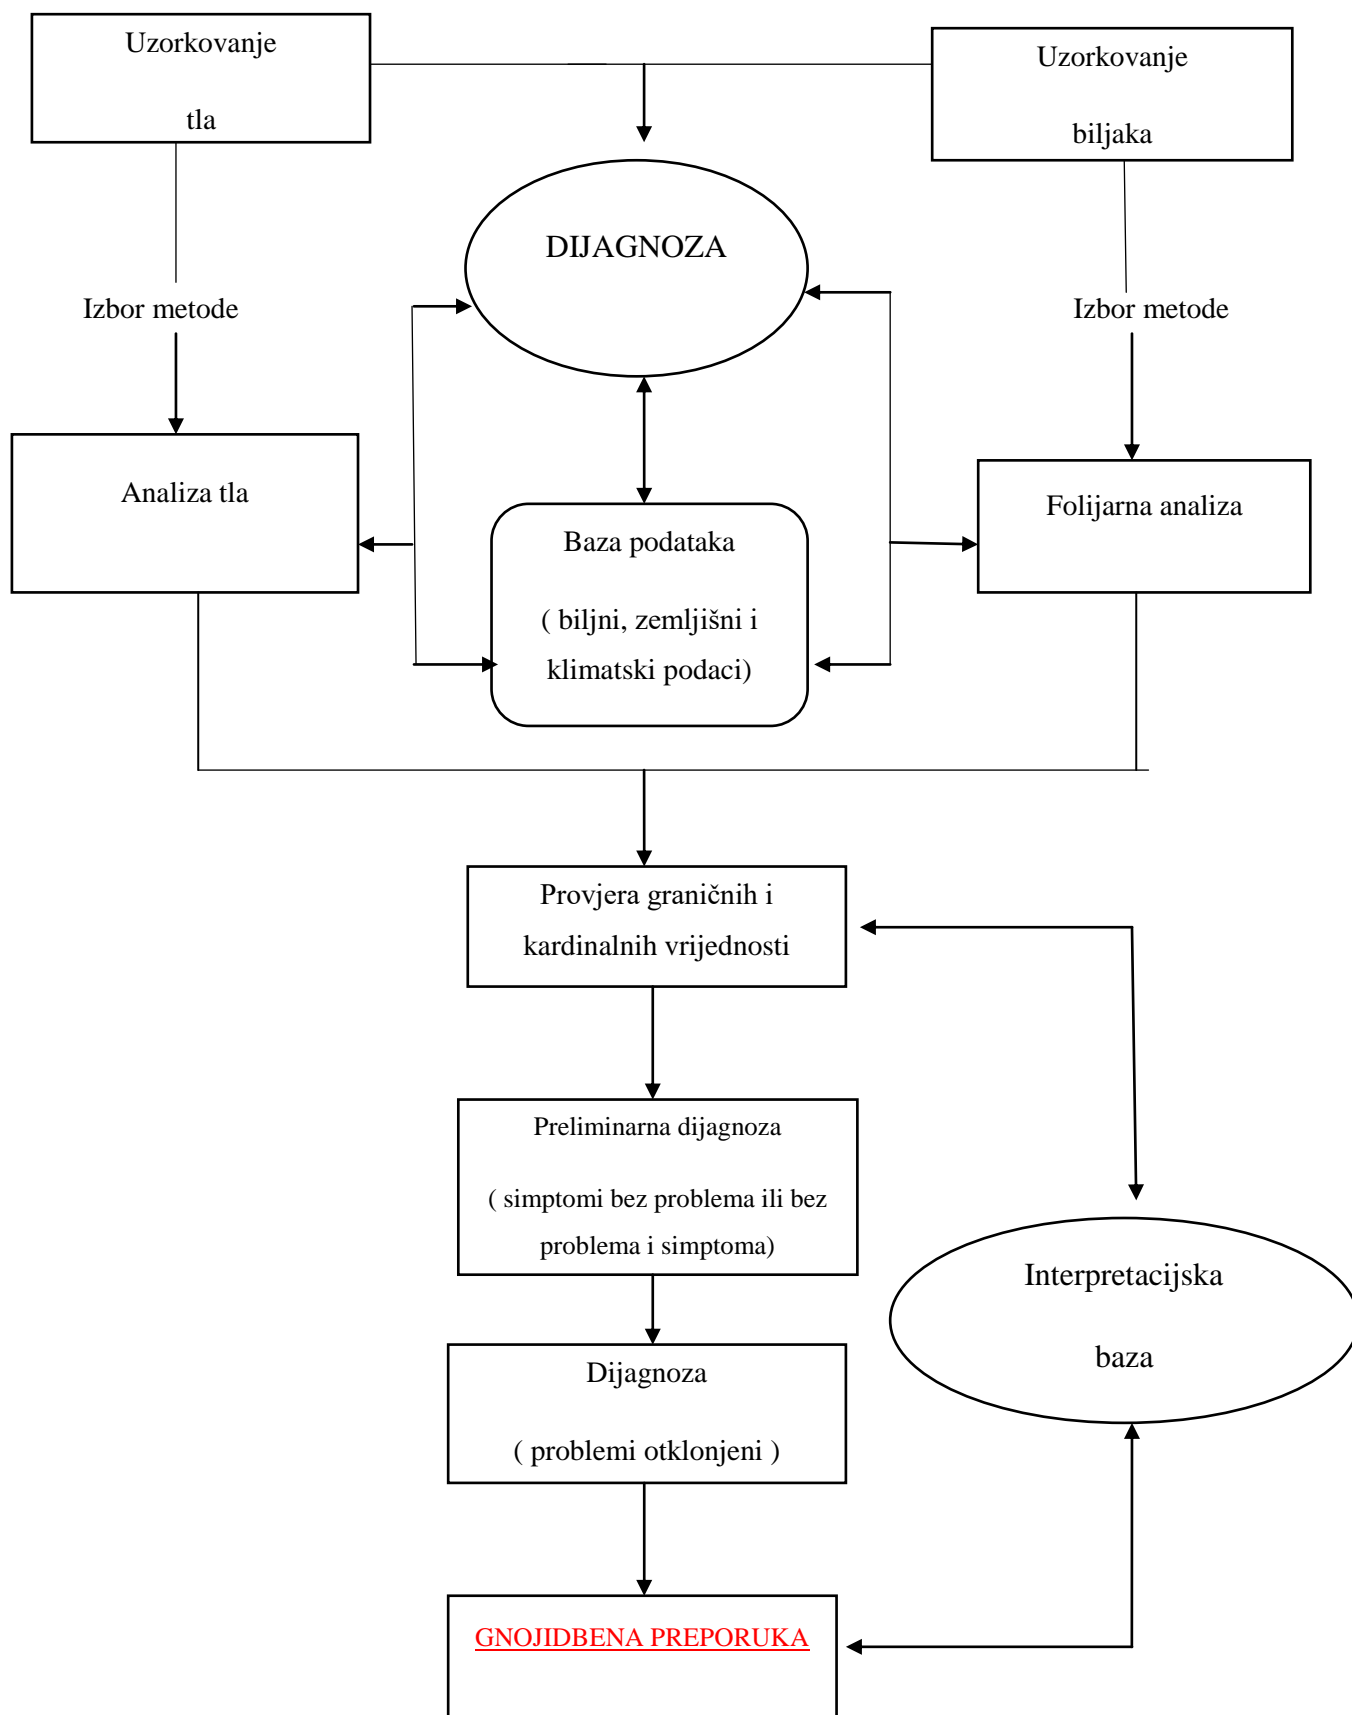 Uzorkovanje
tla
Uzorkovanje
biljaka
DIJAGNOZA
Izbor metode
Izbor metode
Analiza tla
Folijarna analiza
Baza podataka
( biljni, zemljišni i
klimatski podaci)
Provjera graničnih i
kardinalnih vrijednosti
Preliminarna dijagnoza
( simptomi bez problema ili bez
problema i simptoma)
Interpretacijska
baza
Dijagnoza
( problemi otklonjeni )
GNOJIDBENA PREPORUKA